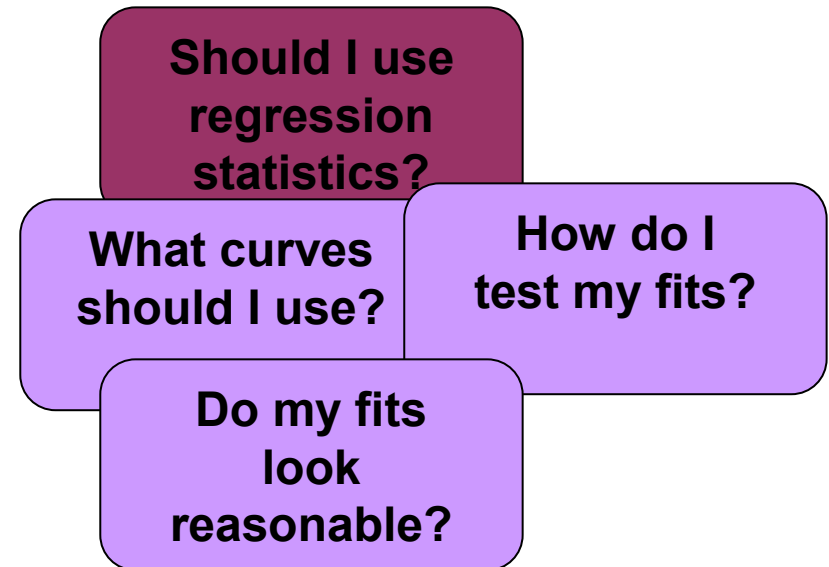 Should I use
regression
statistics?
What curves
should I use?
How do I
test my fits?
Do my fits
look
reasonable?